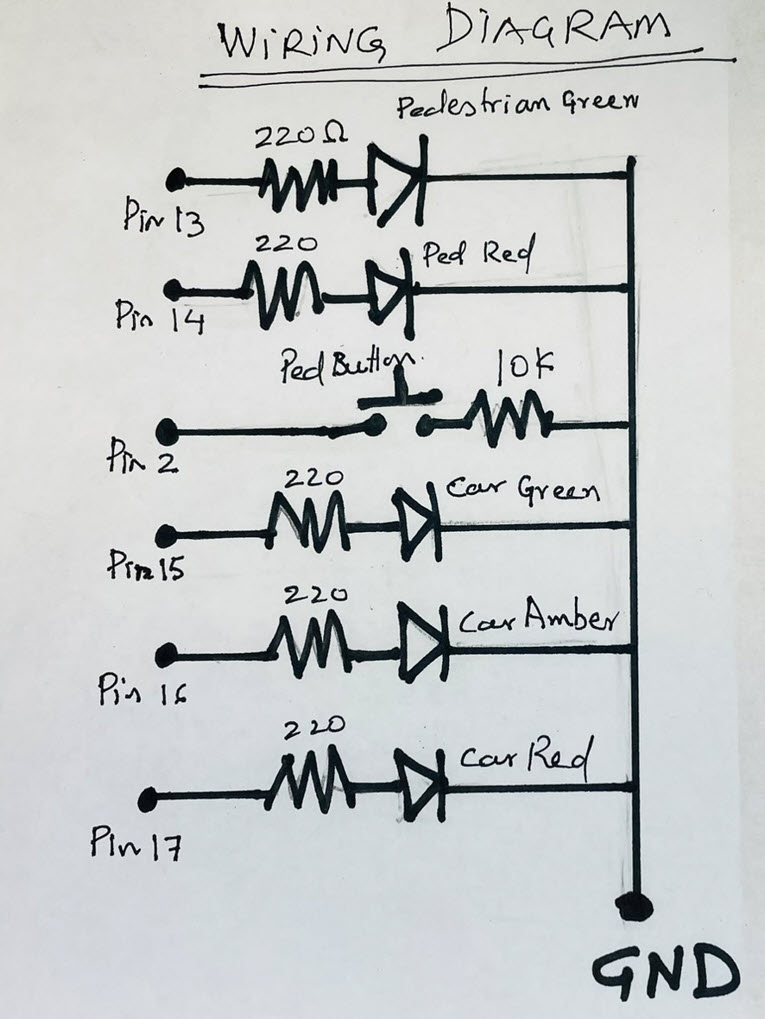 WIRING DIAGRAM
Pedestrian Green
220Ω
Pin 13
220
Ped Red
Pin 14
Ped Button
10K
Pin 2
220
Car Green
Pin 15
220
Car Amber
Pin 16
220
Car Red
Pin 17
GND